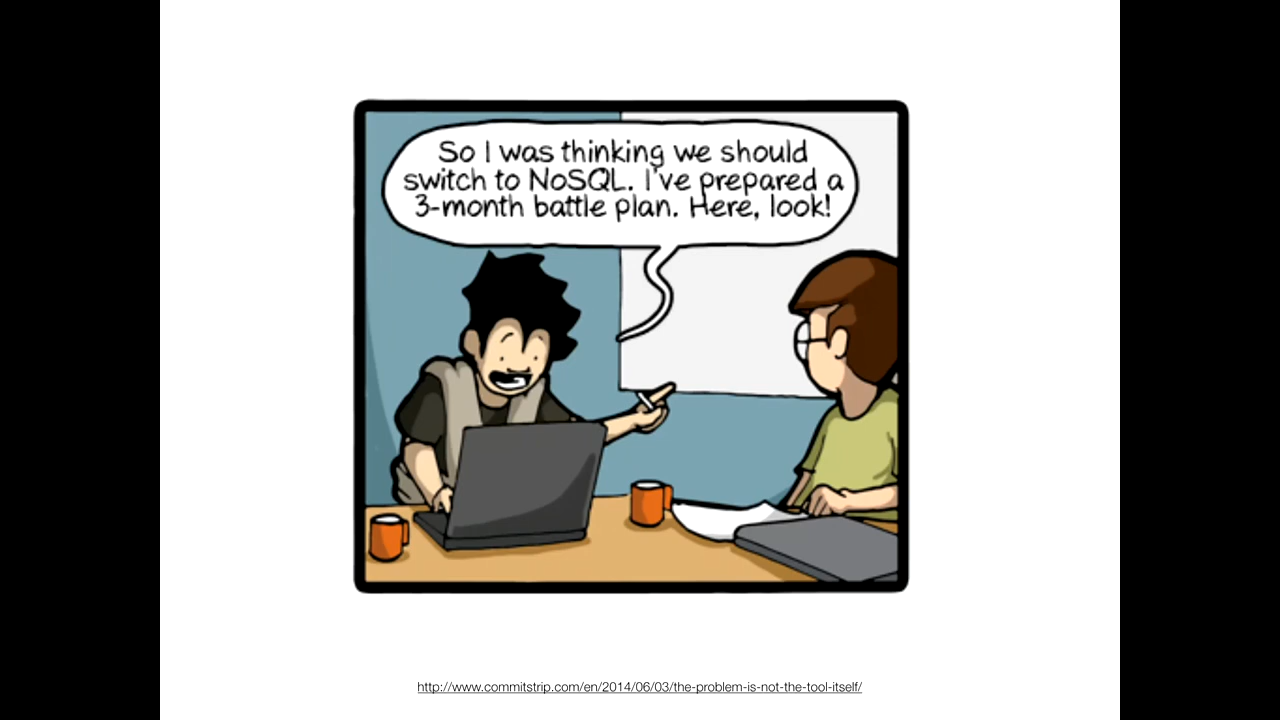 So I was thinking we should
switch to NoSQL. I've prepared a
3-month battle plan. Here, look!
http://www.commitstrip.com/en/2014/06/03/the-problem-is-not-the-tool-itself/